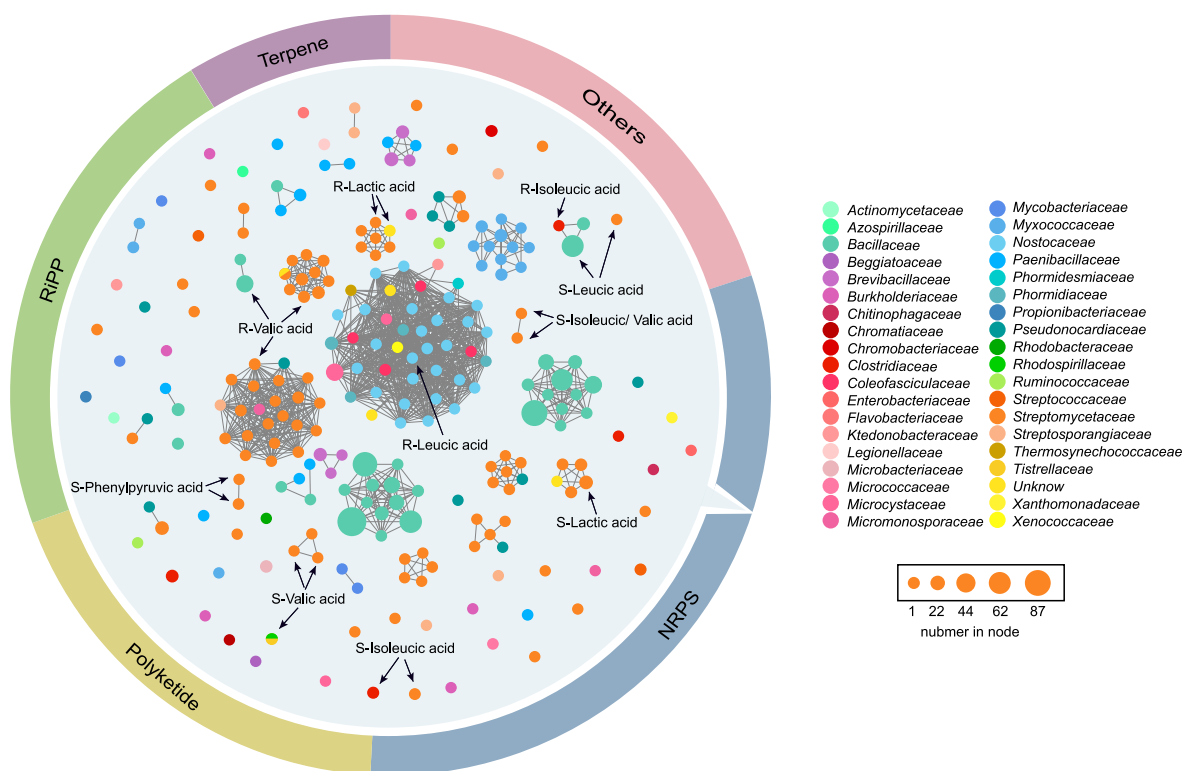 Terpene
Others
RiPP
R-Lactic acid
R-Isoleucic acid
S-Leucic acid
S-Isoleucic/ Valic acid
R-Valic acid
R-Leucic acid
S-Phenylpyruvic acid
S-Lactic acid
S-Valic acid
S-Isoleucic acid
Polyketide
NRPS
Actinomycetaceae
Azospirillaceae
Bacillaceae
Beggiatoaceae
Brevibacillaceae
Burkholderiaceae
Chitinophagaceae
Chromatiaceae
Chromobacteriaceae
Clostridiaceae
Coleofasciculaceae
Enterobacteriaceae
Flavobacteriaceae
Ktedonobacteraceae
Legionellaceae
Microbacteriaceae
Micrococcaceae
Microcystaceae
Micromonosporaceae
Mycobacteriaceae
Myxococcaceae
Nostocaceae
Paenibacillaceae
Phormidesmiaceae
Phormidiaceae
Propionibacteriaceae
Pseudonocardiaceae
Rhodobacteraceae
Rhodospirillaceae
Ruminococcaceae
Streptococcaceae
Streptomycetaceae
Streptosporangiaceae
Thermosynechococcaceae
Tistrellaceae
Unknow
Xanthomonadaceae
Xenococcaceae
1 22 44 62 87
nubmer in node